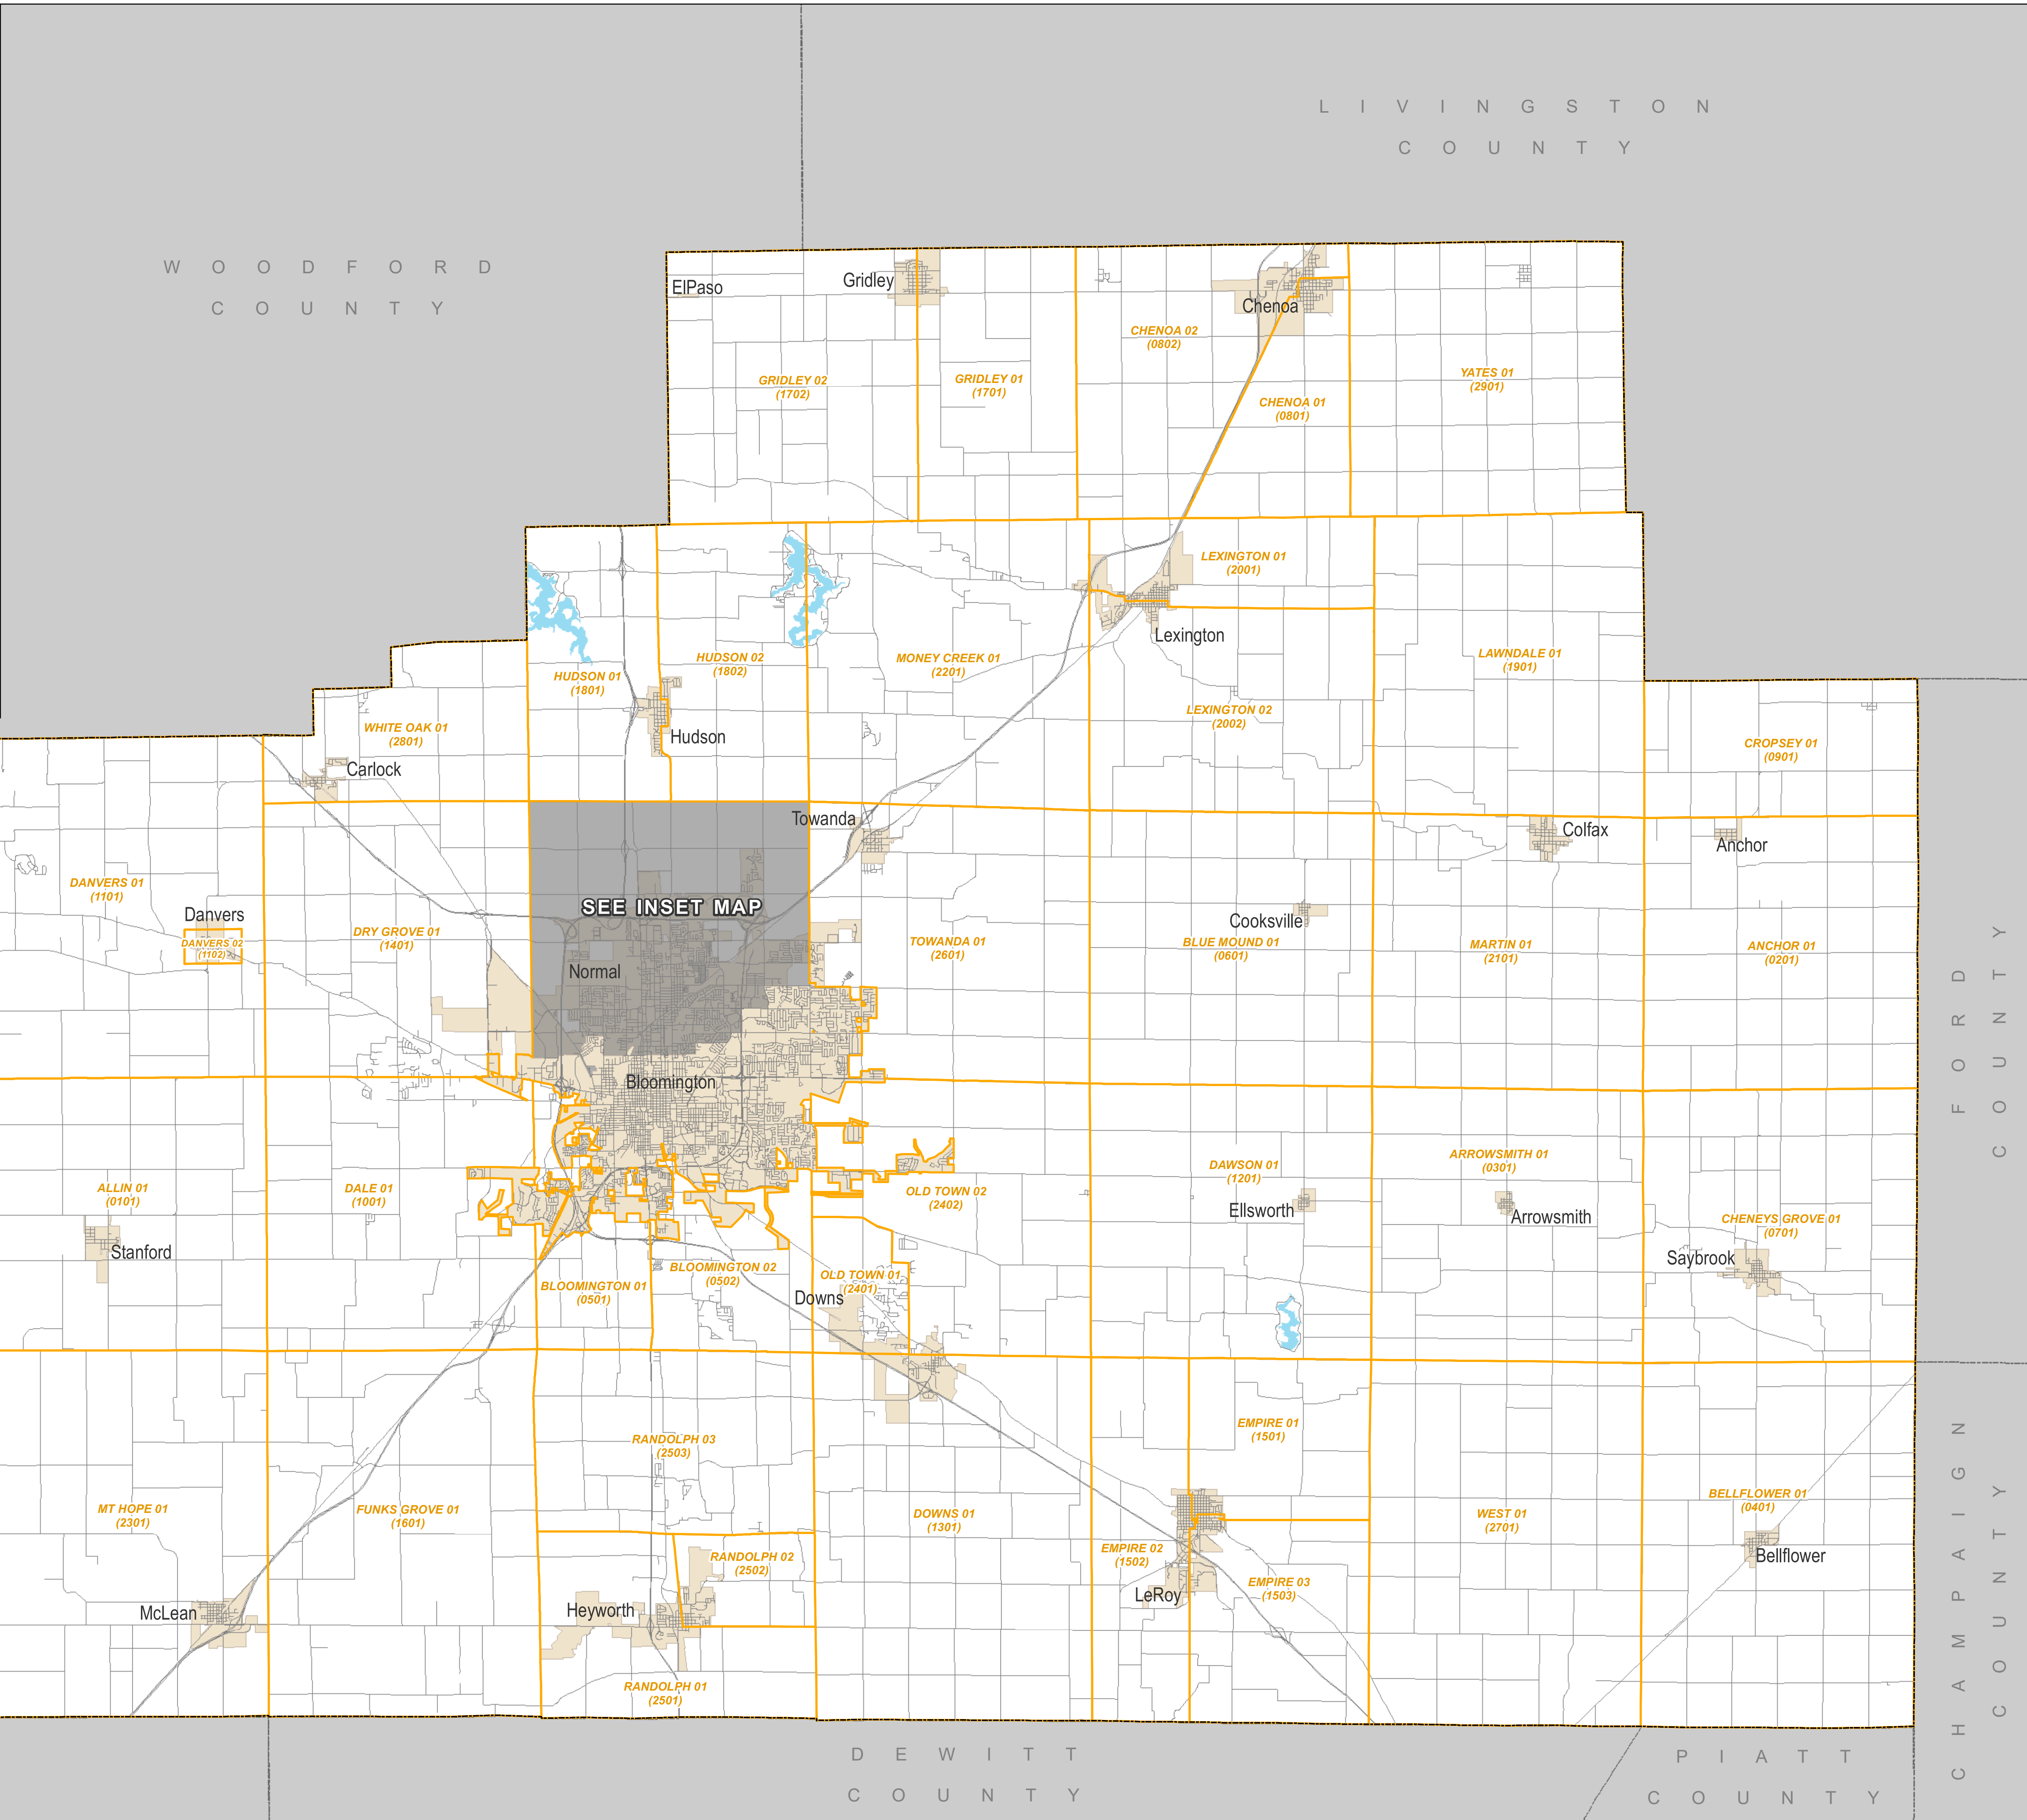 L I V I N G S T O N
C O U N T Y
W O O D F O R D
C O U N T Y
ElPaso
Gridley
Chenoa
CHENOA 02
(0802)
GRIDLEY 02
(1702)
GRIDLEY 01
(1701)
YATES 01
(2901)
CHENOA 01
(0801)
LEXINGTON 01
(2001)
Lexington
HUDSON 01
(1801)
HUDSON 02
(1802)
MONEY CREEK 01
(2201)
LAWNDALE 01
(1901)
LEXINGTON 02
(2002)
WHITE OAK 01
(2801)
Hudson
CROPSEY 01
(0901)
Carlock
Towanda
Colfax
Anchor
DANVERS 01
(1101)
Danvers
DANVERS 02
(1102)
DRY GROVE 01
(1401)
SEE INSET MAP
Normal
TOWANDA 01
(2601)
Cooksville
BLUE MOUND 01
(0601)
MARTIN 01
(2101)
ANCHOR 01
(0201)
F O R D
C O U N T Y
Bloomington
ALLIN 01
(0101)
Stanford
DALE 01
(1001)
OLD TOWN 02
(2402)
DAWSON 01
(1201)
Ellsworth
ARROWSMITH 01
(0301)
Arrowsmith
CHENEYS GROVE 01
(0701)
Saybrook
BLOOMINGTON 01
(0501)
BLOOMINGTON 02
(0502)
OLD TOWN 01
(2401)
Downs
RANDOLPH 03
(2503)
EMPIRE 01
(1501)
MT HOPE 01
(2301)
FUNKS GROVE 01
(1601)
DOWNS 01
(1301)
WEST 01
(2701)
BELLFLOWER 01
(0401)
Bellflower
RANDOLPH 02
(2502)
EMPIRE 02
(1502)
LeRoy
EMPIRE 03
(1503)
McLean
Heyworth
RANDOLPH 01
(2501)
C H A M P A I G N
C O U N T Y
D E W I T T
C O U N T Y
P I A T T
C O U N T Y